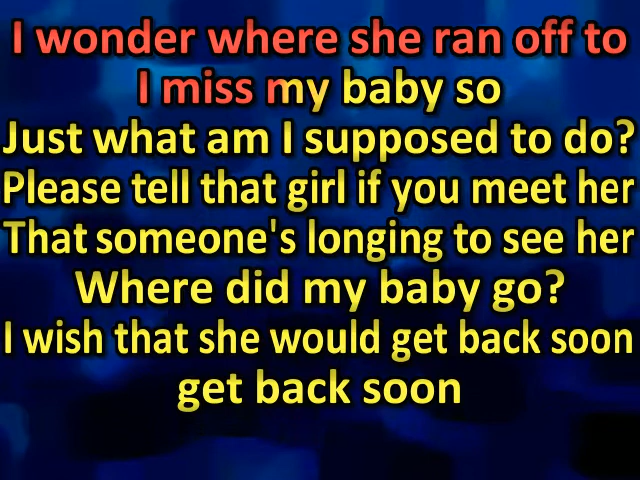 I wonder where she ran off to
I miss my baby so
Just what am I supposed to do?
Please tell that girl if you meet her
That someone's longing to see her
Where did my baby go?
I wish that she would get back soon
get back soon